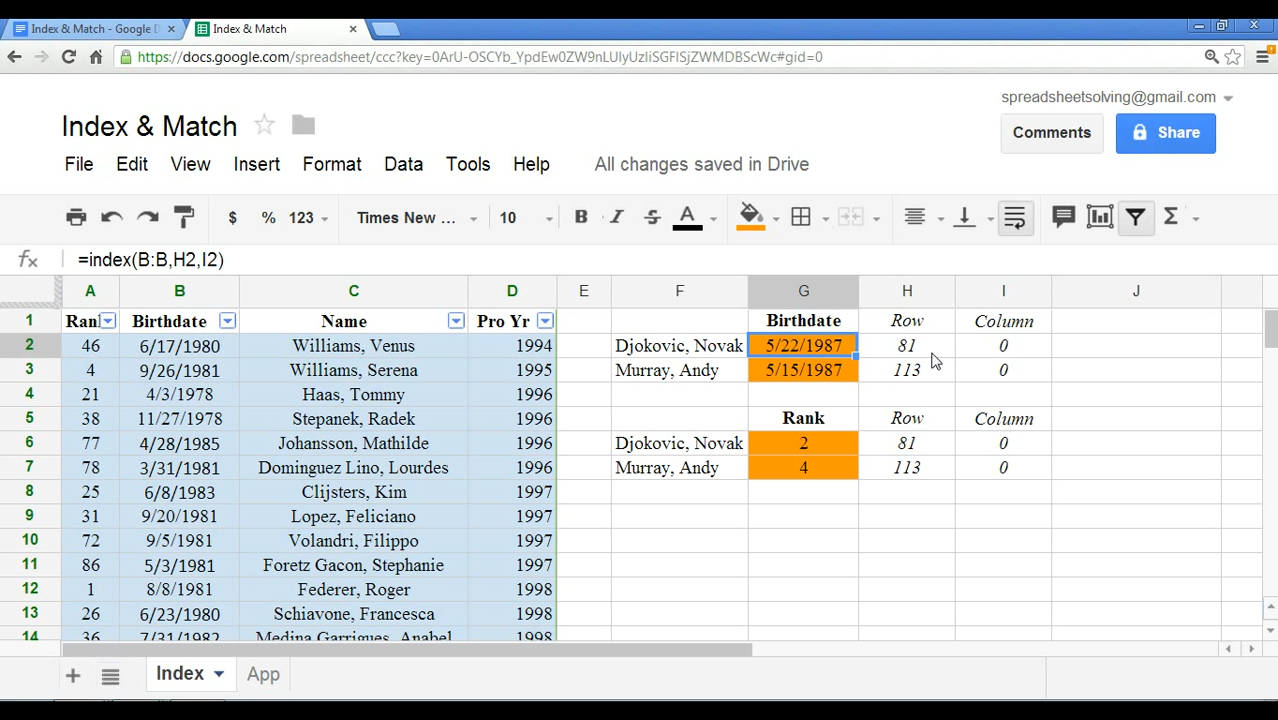 Index & Match - Google D
Index & Match
https://docs.google.com/spreadsheet/ccc?key=0ArU-OSCYb_YpdEw0ZW9nLUlyUzliSGFlSjZWMDBScWc#gid=0
spreadsheetsolving@gmail.com
Index & Match
Comments
Share
File Edit View Insert Format Data Tools Help All changes saved in Drive
$ % 123 Times New ... 10 B I S A Σ
fx =index(B:B,H2,I2)
A B C D E F G H I J
1 Ran Birthdate Name Pro Yr Birthdate Row Column
2 46 6/17/1980 Williams, Venus 1994 Djokovic, Novak 5/22/1987 81 0
3 4 9/26/1981 Williams, Serena 1995 Murray, Andy 5/15/1987 113 0
4 21 4/3/1978 Haas, Tommy 1996
5 38 11/27/1978 Stepanek, Radek 1996 Rank Row Column
6 77 4/28/1985 Johansson, Mathilde 1996 Djokovic, Novak 2 81 0
7 78 3/31/1981 Dominguez Lino, Lourdes 1996 Murray, Andy 4 113 0
8 25 6/8/1983 Clijsters, Kim 1997
9 31 9/20/1981 Lopez, Feliciano 1997
10 72 9/5/1981 Volandri, Filippo 1997
11 86 5/3/1981 Foretz Gacon, Stephanie 1997
12 1 8/8/1981 Federer, Roger 1998
13 26 6/23/1980 Schiavone, Francesca 1998
14 36 7/31/1982 Medina Garrigues, Anabel 1998
Index App